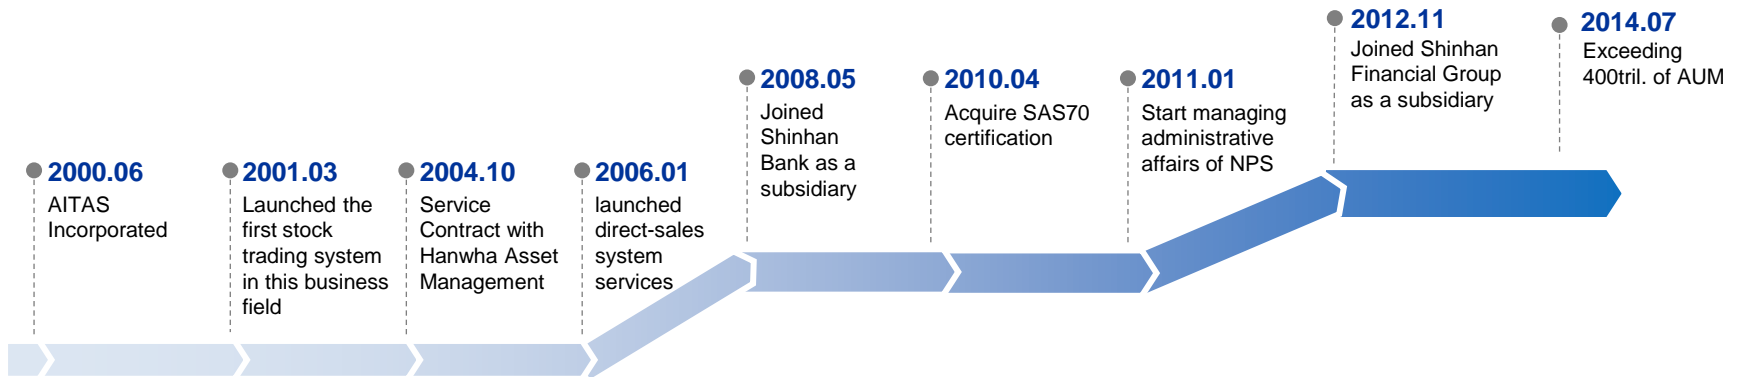 2000.06
AITAS
Incorporated
2001.03
Launched the
first stock
trading system
in this business
field
2004.10
Service
Contract with
Hanwha Asset
Management
2006.01
launched
direct-sales
system
services
2008.05
Joined
Shinhan
Bank as a
subsidiary
2010.04
Acquire SAS70
certification
2011.01
Start managing
administrative
affairs of NPS
2012.11
Joined Shinhan
Financial Group
as a subsidiary
2014.07
Exceeding
400tril. of AUM